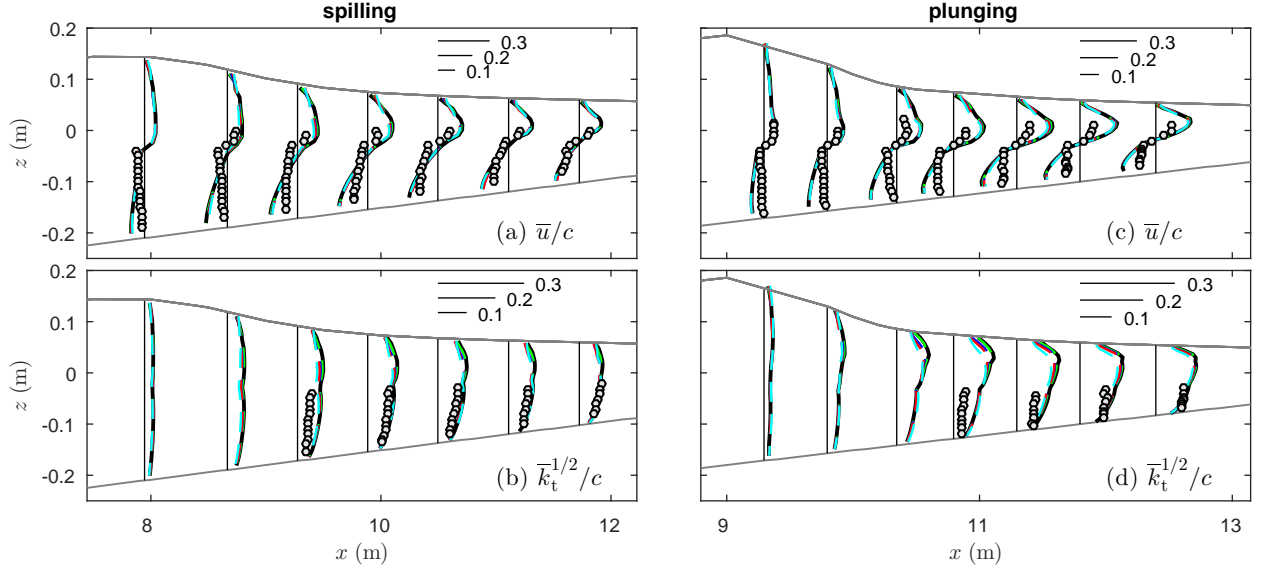 spilling
plunging
0.2
0.1
0
-0.1
-0.2
z (m)
0.3
0.2
0.1
(a) u̅/c
0.3
0.2
0.1
(c) u̅/c
0.2
0.1
0
-0.1
-0.2
z (m)
0.3
0.2
0.1
(b) k̅ₜ^{1/2}/c
0.3
0.2
0.1
(d) k̅ₜ^{1/2}/c
8
10
12
x (m)
9
11
13
x (m)